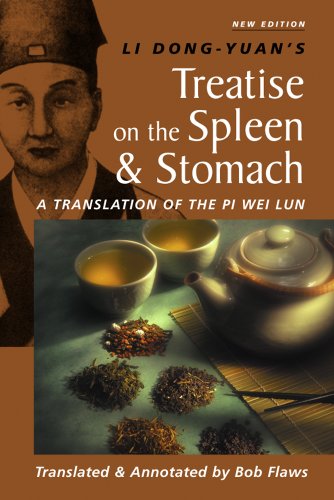 NEW EDITION
LI DONG-YUAN'S
Treatise
on the Spleen
& Stomach
A TRANSLATION OF THE PI WEI LUN
Translated & Annotated by Bob Flaws